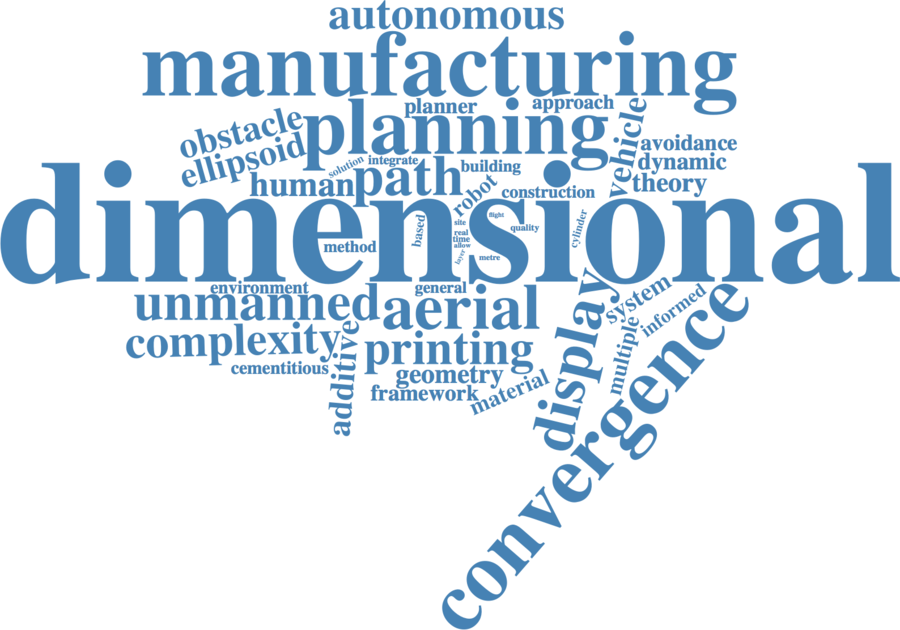 autonomous
manufacturing
planner
approach
planning
obstacle
ellipsoid
vehicle
avoidance
dynamic
theory
solution
integrate
building
human
path
robot
construction
dimensional
method
based
site
real
time
allow
layer
flight
quality
metre
cylinder
environment
general
unmanned
aerial
display
system
informed
multiple
complexity
additive
printing
cementitious
geometry
framework
material
convergence